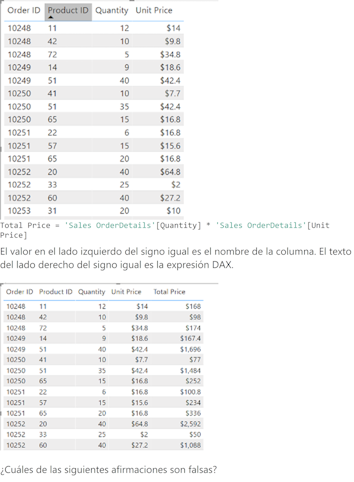 Order ID Product ID Quantity Unit Price
10248 11 12 $14
10248 42 10 $9.8
10248 72 5 $34.8
10249 14 9 $18.6
10249 51 40 $42.4
10250 41 10 $7.7
10250 51 35 $42.4
10250 65 15 $16.8
10251 22 6 $16.8
10251 57 15 $15.6
10251 65 20 $16.8
10252 20 40 $64.8
10252 33 25 $2
10252 60 40 $27.2
10253 31 20 $10
Total Price = 'Sales OrderDetails'[Quantity] * 'Sales OrderDetails'[Unit
Price]
El valor en el lado izquierdo del signo igual es el nombre de la columna. El texto
del lado derecho del signo igual es la expresión DAX.
Order ID Product ID Quantity Unit Price Total Price
10248 11 12 $14 $168
10248 42 10 $9.8 $98
10248 72 5 $34.8 $174
10249 14 9 $18.6 $167.4
10249 51 40 $42.4 $1,696
10250 41 10 $7.7 $77
10250 51 35 $42.4 $1,484
10250 65 15 $16.8 $252
10251 22 6 $16.8 $100.8
10251 57 15 $15.6 $234
10251 65 20 $16.8 $336
10252 20 40 $64.8 $2,592
10252 33 25 $2 $50
10252 60 40 $27.2 $1,088
¿Cuáles de las siguientes afirmaciones son falsas?